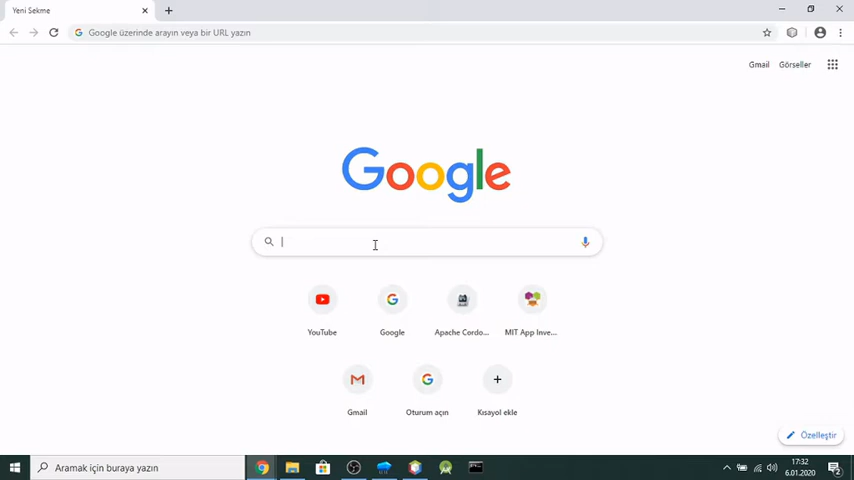 Yeni Sekme
Google üzerinde arayın veya bir URL yazın
Gmail Görseller
Google
YouTube Google Apache Cordo... MIT App Inve...
Gmail Oturum açın Kısayol ekle
Özelleştir
Aramak için buraya yazın
17:32
6.01.2020
2